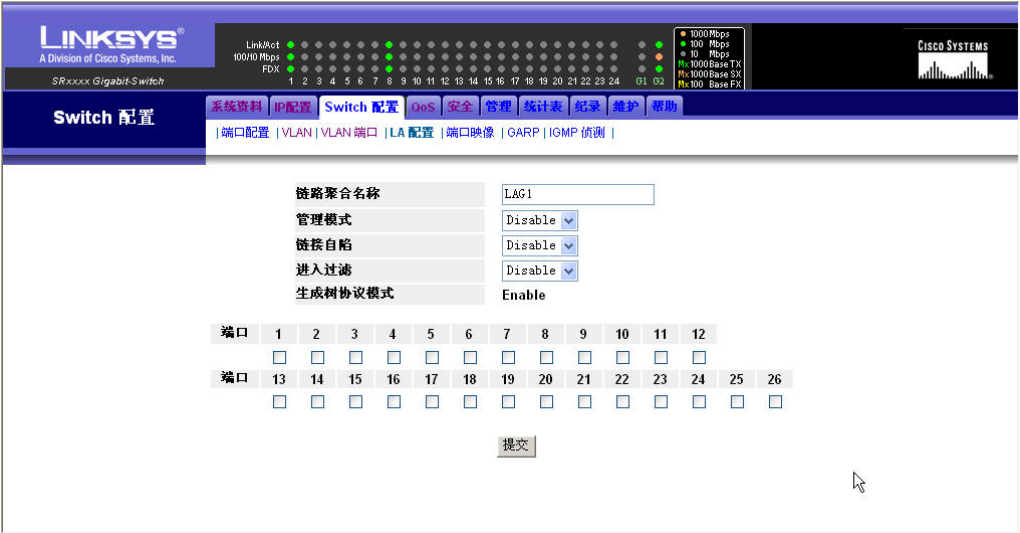 LINKSYS®
A Division of Cisco Systems, Inc.
SRxxxx Gigabit-Switch
Link/Act
100/10 Mbps
FDX
1 2 3 4 5 6 7 8 9 10 11 12 13 14 15 16 17 18 19 20 21 22 23 24 G1 G2
1000 Mbps
100 Mbps
10 Mbps
Mx 1000 Base TX
Mx 1000 Base SX
Mx 100 Base FX
CISCO SYSTEMS
Switch 配置
系统资料 IP配置 Switch 配置 QoS 安全 管理 统计表 纪录 维护 帮助
| 端口配置 | VLAN | VLAN 端口 | LA 配置 | 端口映像 | GARP | IGMP 侦测 |
链路聚合名称 LAG1
管理模式 Disable
链接自陷 Disable
进入过滤 Disable
生成树协议模式 Enable
端口 1 2 3 4 5 6 7 8 9 10 11 12
端口 13 14 15 16 17 18 19 20 21 22 23 24 25 26
提交